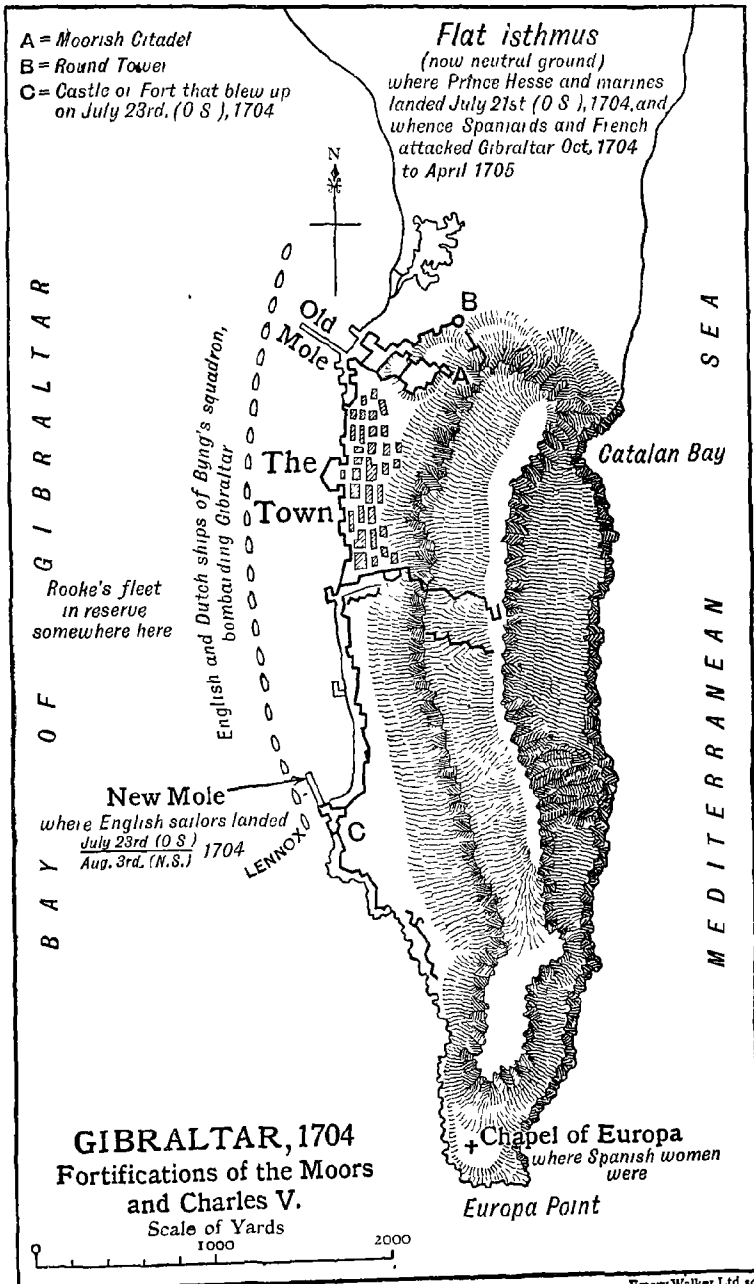 A = Moorish Citadel
B = Round Tower
C = Castle or Fort that blew up
on July 23rd. (O S), 1704
Flat isthmus
(now neutral ground)
where Prince Hesse and marines
landed July 21st (O S), 1704, and
whence Spaniards and French
attacked Gibraltar Oct, 1704
to April 1705
N
B
Old
Mole
A
BAY OF GIBRALTAR
MEDITERRANEAN SEA
English and Dutch ships of Byng's squadron,
bombarding Gibraltar
The
Town
Catalan Bay
Rooke's fleet
in reserve
somewhere here
New Mole
where English sailors landed
July 23rd (O S)
Aug. 3rd. (N.S.) 1704
LENNOX
C
Chapel of Europa
where Spanish women
were
Europa Point
GIBRALTAR, 1704
Fortifications of the Moors
and Charles V.
Scale of Yards
0 1000 2000
Emery Walker Ltd.